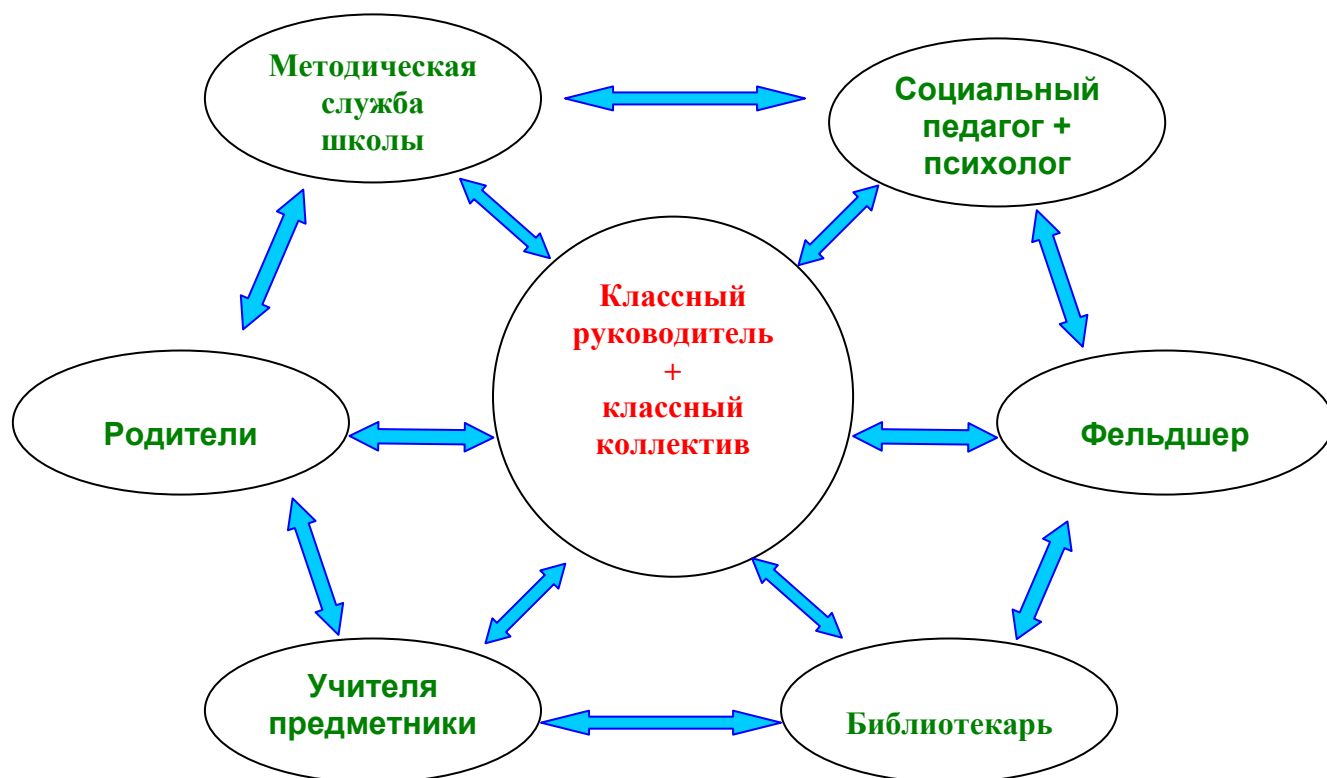 Методическая
служба
школы
Социальный
педагог +
психолог
Классный
руководитель
+
классный
коллектив
Родители
Фельдшер
Учителя
предметники
Библиотекарь